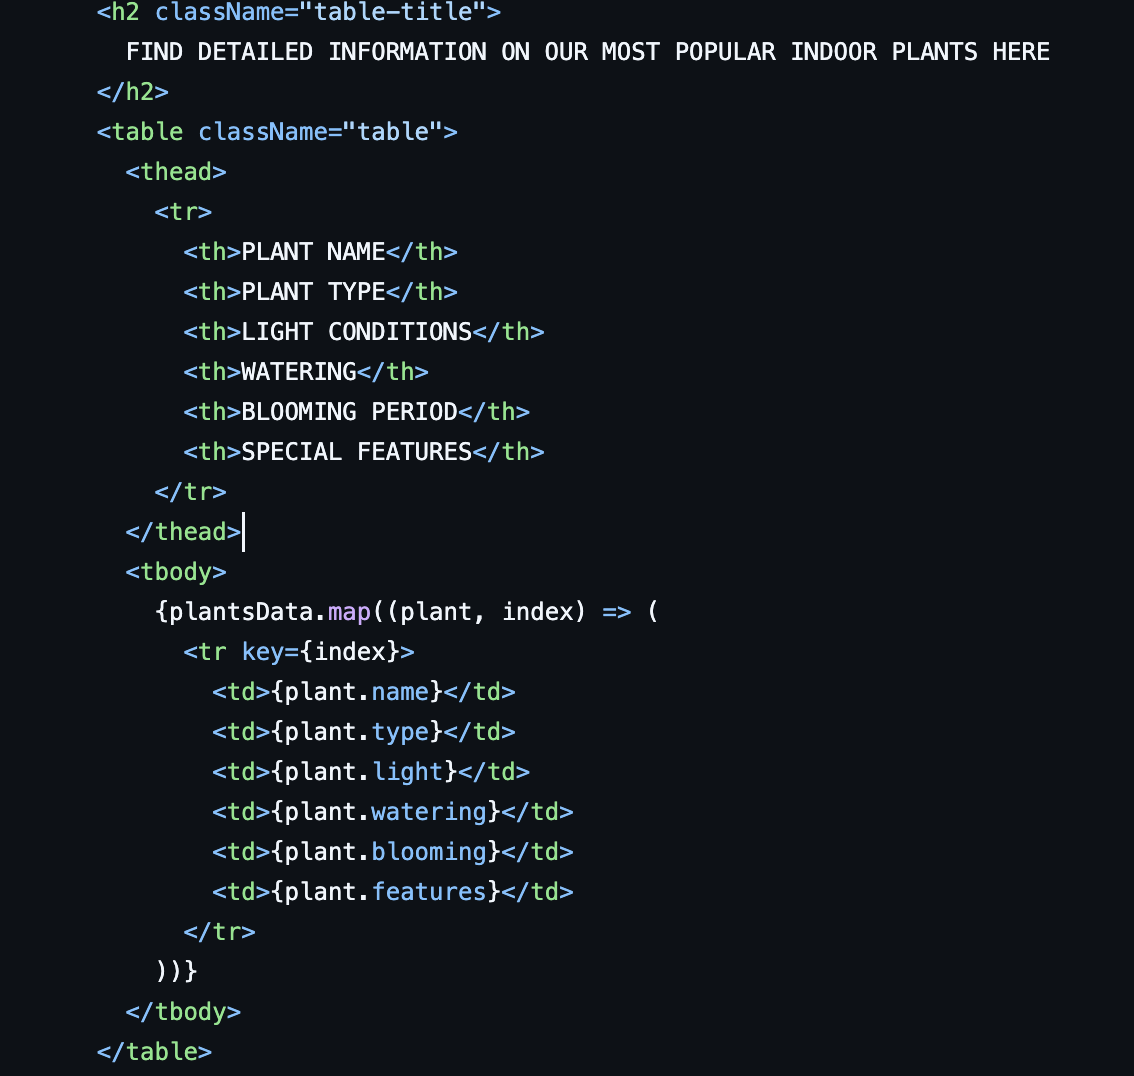 <h2 className="table-title">
FIND DETAILED INFORMATION ON OUR MOST POPULAR INDOOR PLANTS HERE
</h2>
<table className="table">
<thead>
<tr>
<th>PLANT NAME</th>
<th>PLANT TYPE</th>
<th>LIGHT CONDITIONS</th>
<th>WATERING</th>
<th>BLOOMING PERIOD</th>
<th>SPECIAL FEATURES</th>
</tr>
</thead>
<tbody>
{plantsData.map((plant, index) => (
<tr key={index}>
<td>{plant.name}</td>
<td>{plant.type}</td>
<td>{plant.light}</td>
<td>{plant.watering}</td>
<td>{plant.blooming}</td>
<td>{plant.features}</td>
</tr>
))}
</tbody>
</table>